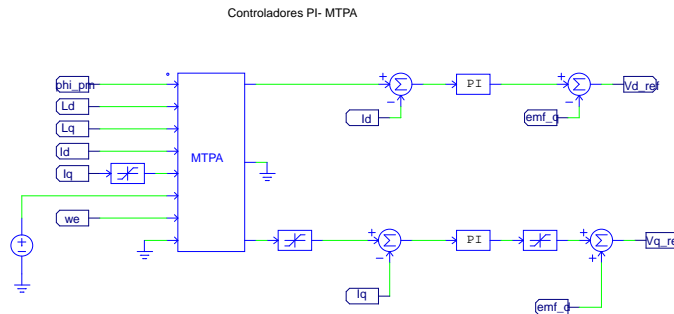 Controladores PI- MTPA
phi_pm
Ld
Lq
Id
Iq
we
MTPA
+
−
Id
PI
+
−
emf_q
Vd_ref
+
−
Iq
PI
+
+
emf_d
Vq_re